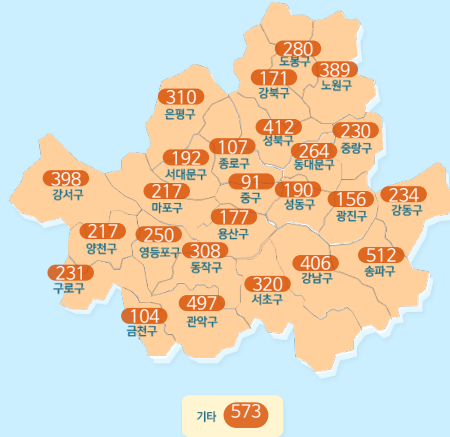 280
도봉구
389
노원구
171
강북구
310
은평구
412
성북구
230
중랑구
107
종로구
264
동대문구
192
서대문구
398
강서구
217
마포구
91
중구
190
성동구
156
광진구
234
강동구
177
용산구
217
양천구
250
영등포구
308
동작구
406
강남구
512
송파구
231
구로구
320
서초구
497
관악구
104
금천구
기타 573